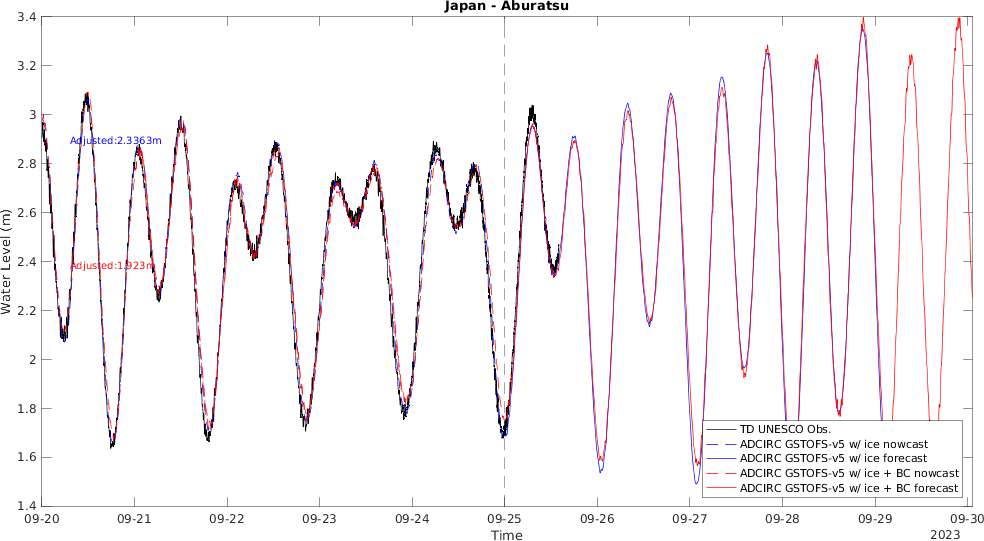 Japan - Aburatsu
3.4
3.2
3
2.8
2.6
2.4
2.2
2
1.8
1.6
1.4
Water Level (m)
Adjusted:2.3363m
Adjusted:1.923m
TD UNESCO Obs.
ADCIRC GSTOFS-v5 w/ ice nowcast
ADCIRC GSTOFS-v5 w/ ice forecast
ADCIRC GSTOFS-v5 w/ ice + BC nowcast
ADCIRC GSTOFS-v5 w/ ice + BC forecast
09-20 09-21 09-22 09-23 09-24 09-25 09-26 09-27 09-28 09-29 09-30
Time
2023